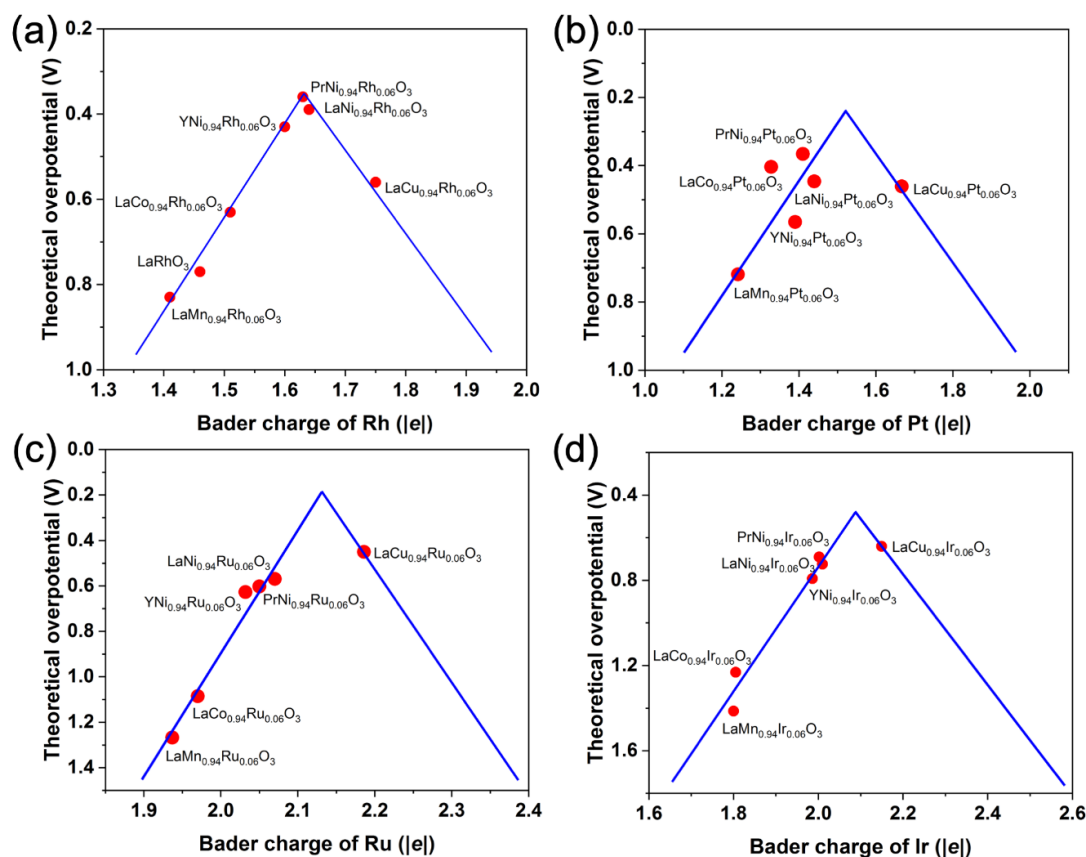 (a)
Theoretical overpotential (V)
0.2
0.4
0.6
0.8
1.0
PrNi₀.₉₄Rh₀.₀₆O₃
LaNi₀.₉₄Rh₀.₀₆O₃
YNi₀.₉₄Rh₀.₀₆O₃
LaCu₀.₉₄Rh₀.₀₆O₃
LaCo₀.₉₄Rh₀.₀₆O₃
LaRhO₃
LaMn₀.₉₄Rh₀.₀₆O₃
1.3 1.4 1.5 1.6 1.7 1.8 1.9 2.0
Bader charge of Rh (|e|)
(b)
Theoretical overpotential (V)
0.0
0.2
0.4
0.6
0.8
1.0
PrNi₀.₉₄Pt₀.₀₆O₃
LaCo₀.₉₄Pt₀.₀₆O₃
LaNi₀.₉₄Pt₀.₀₆O₃
LaCu₀.₉₄Pt₀.₀₆O₃
YNi₀.₉₄Pt₀.₀₆O₃
LaMn₀.₉₄Pt₀.₀₆O₃
1.0 1.2 1.4 1.6 1.8 2.0
Bader charge of Pt (|e|)
(c)
Theoretical overpotential (V)
0.0
0.2
0.4
0.6
0.8
1.0
1.2
1.4
LaCu₀.₉₄Ru₀.₀₆O₃
LaNi₀.₉₄Ru₀.₀₆O₃
YNi₀.₉₄Ru₀.₀₆O₃
PrNi₀.₉₄Ru₀.₀₆O₃
LaCo₀.₉₄Ru₀.₀₆O₃
LaMn₀.₉₄Ru₀.₀₆O₃
1.9 2.0 2.1 2.2 2.3 2.4
Bader charge of Ru (|e|)
(d)
Theoretical overpotential (V)
0.4
0.8
1.2
1.6
PrNi₀.₉₄Ir₀.₀₆O₃
LaCu₀.₉₄Ir₀.₀₆O₃
LaNi₀.₉₄Ir₀.₀₆O₃
YNi₀.₉₄Ir₀.₀₆O₃
LaCo₀.₉₄Ir₀.₀₆O₃
LaMn₀.₉₄Ir₀.₀₆O₃
1.6 1.8 2.0 2.2 2.4 2.6
Bader charge of Ir (|e|)